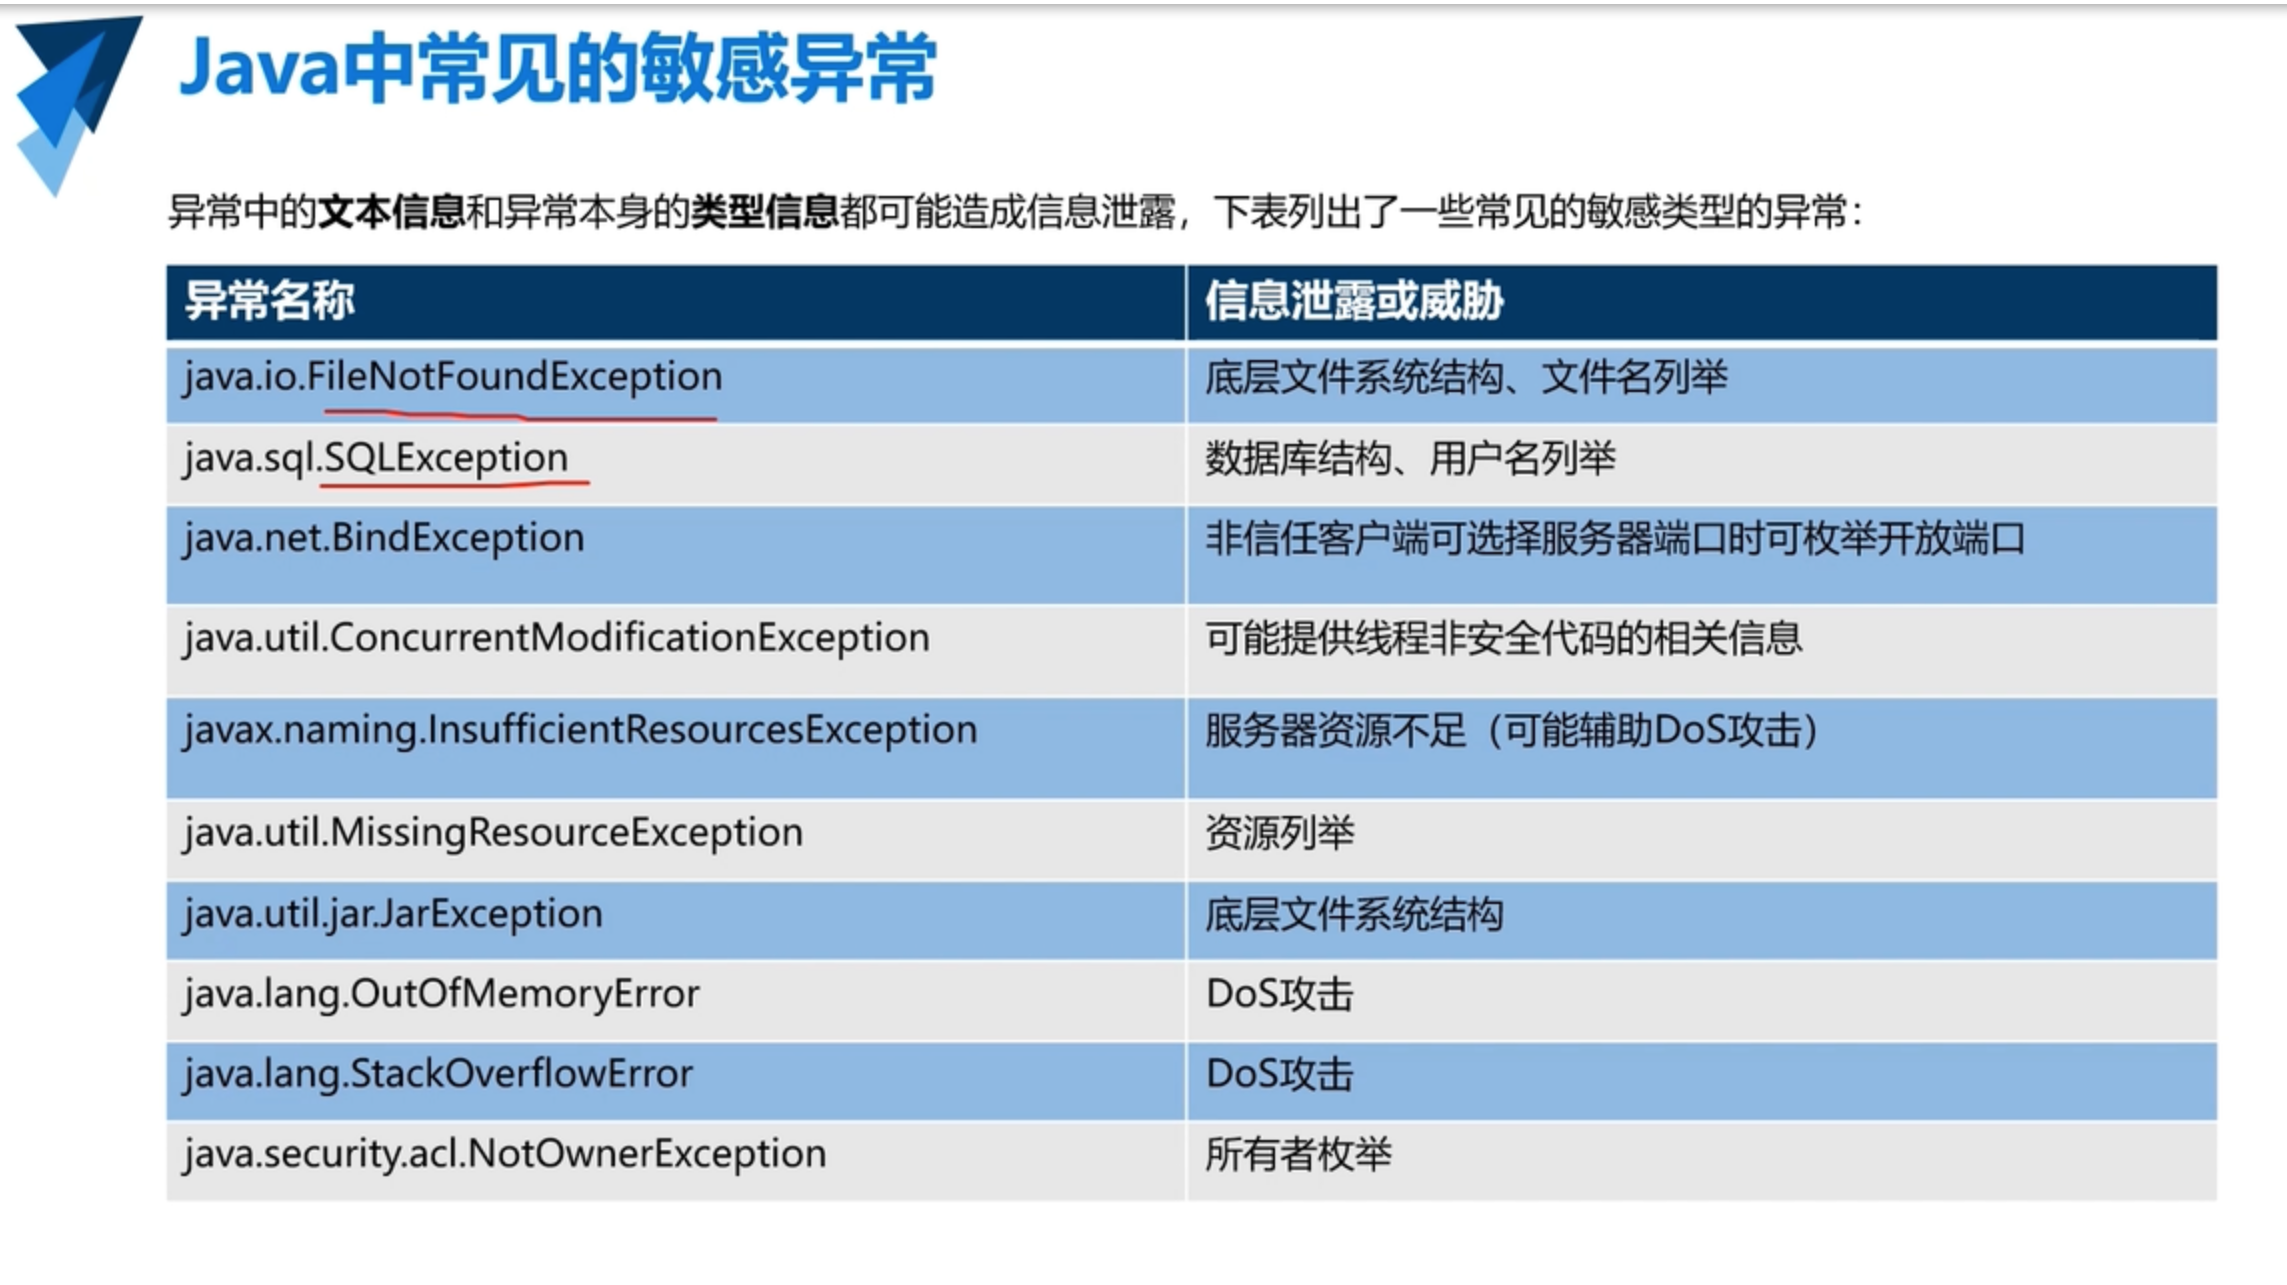 Java中常见的敏感异常
异常中的文本信息和异常本身的类型信息都可能造成信息泄露，下表列出了一些常见的敏感类型的异常：
异常名称 信息泄露或威胁
java.io.FileNotFoundException 底层文件系统结构、文件名列举
java.sql.SQLException 数据库结构、用户名列举
java.net.BindException 非信任客户端可选择服务器端口时可枚举开放端口
java.util.ConcurrentModificationException 可能提供线程非安全代码的相关信息
javax.naming.InsufficientResourcesException 服务器资源不足（可能辅助DoS攻击）
java.util.MissingResourceException 资源列举
java.util.jar.JarException 底层文件系统结构
java.lang.OutOfMemoryError DoS攻击
java.lang.StackOverflowError DoS攻击
java.security.acl.NotOwnerException 所有者枚举